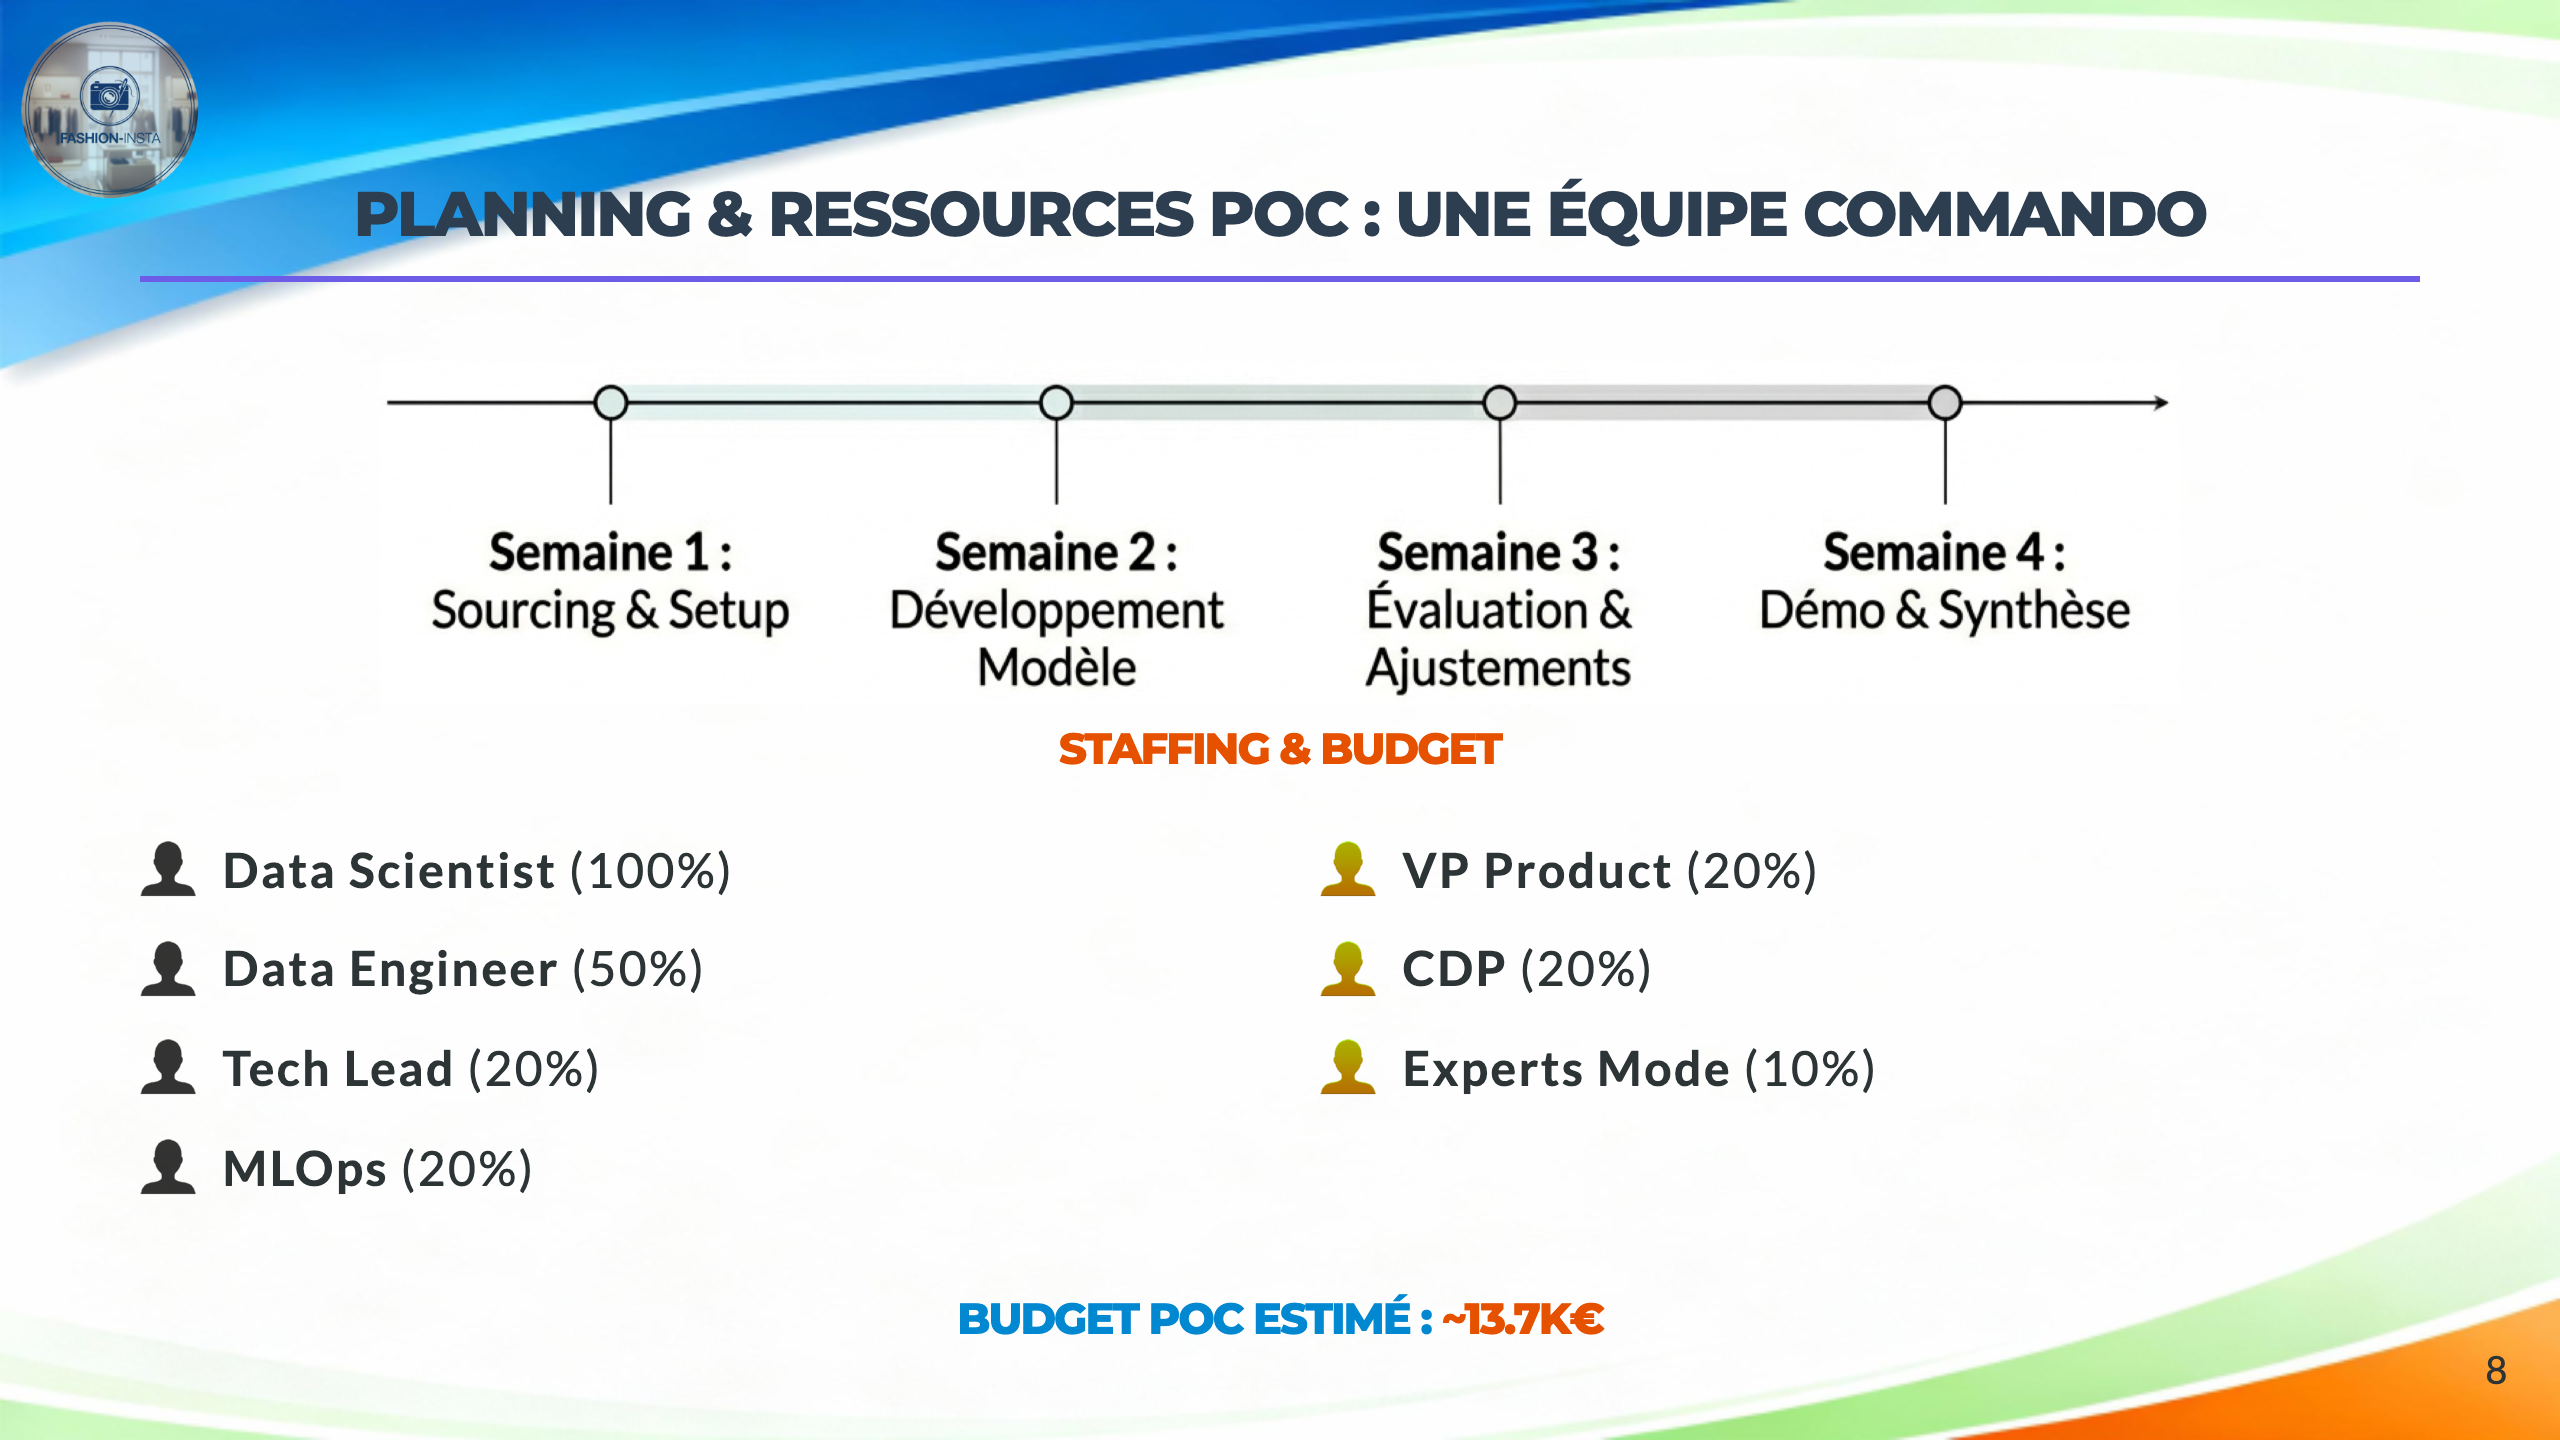 FASHION-INSTA
PLANNING & RESSOURCES POC : UNE ÉQUIPE COMMANDO
Semaine 1 :
Sourcing & Setup
Semaine 2 :
Développement
Modèle
Semaine 3 :
Évaluation &
Ajustements
Semaine 4 :
Démo & Synthèse
STAFFING & BUDGET
Data Scientist (100%)
Data Engineer (50%)
Tech Lead (20%)
MLOps (20%)
VP Product (20%)
CDP (20%)
Experts Mode (10%)
BUDGET POC ESTIMÉ : ~13.7K€
8